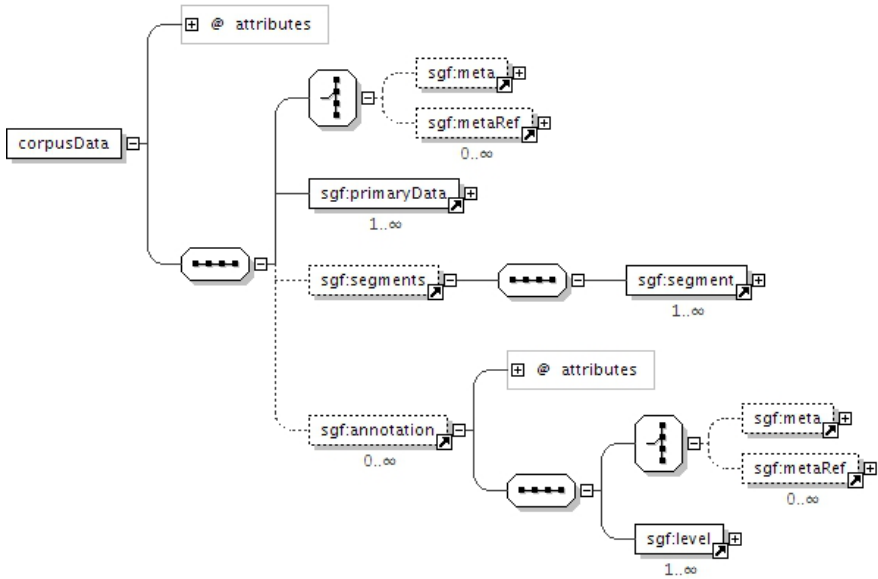 @ attributes
sgf:meta
sgf:metaRef
0..∞
corpusData
sgf:primaryData
1..∞
sgf:segments
sgf:segment
1..∞
@ attributes
sgf:annotation
0..∞
sgf:meta
sgf:metaRef
0..∞
sgf:level
1..∞